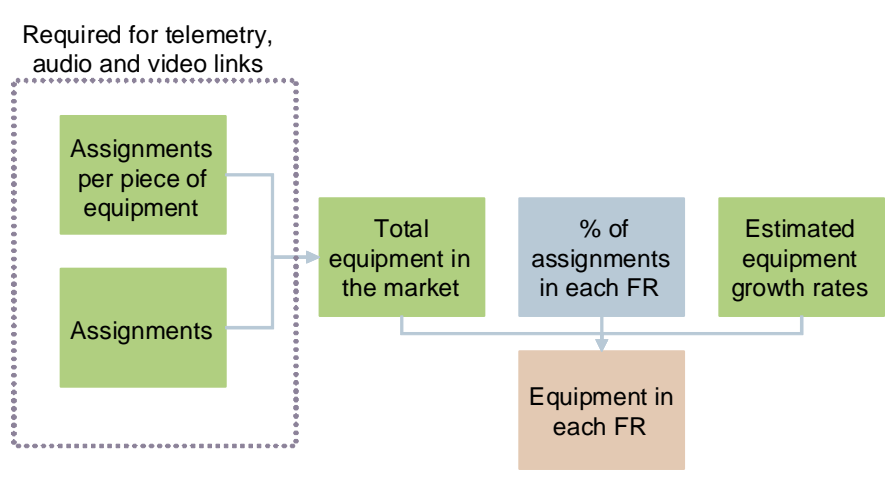 Required for telemetry,
audio and video links
Assignments
per piece of
equipment
Assignments
Total
equipment in
the market
% of
assignments
in each FR
Estimated
equipment
growth rates
Equipment in
each FR